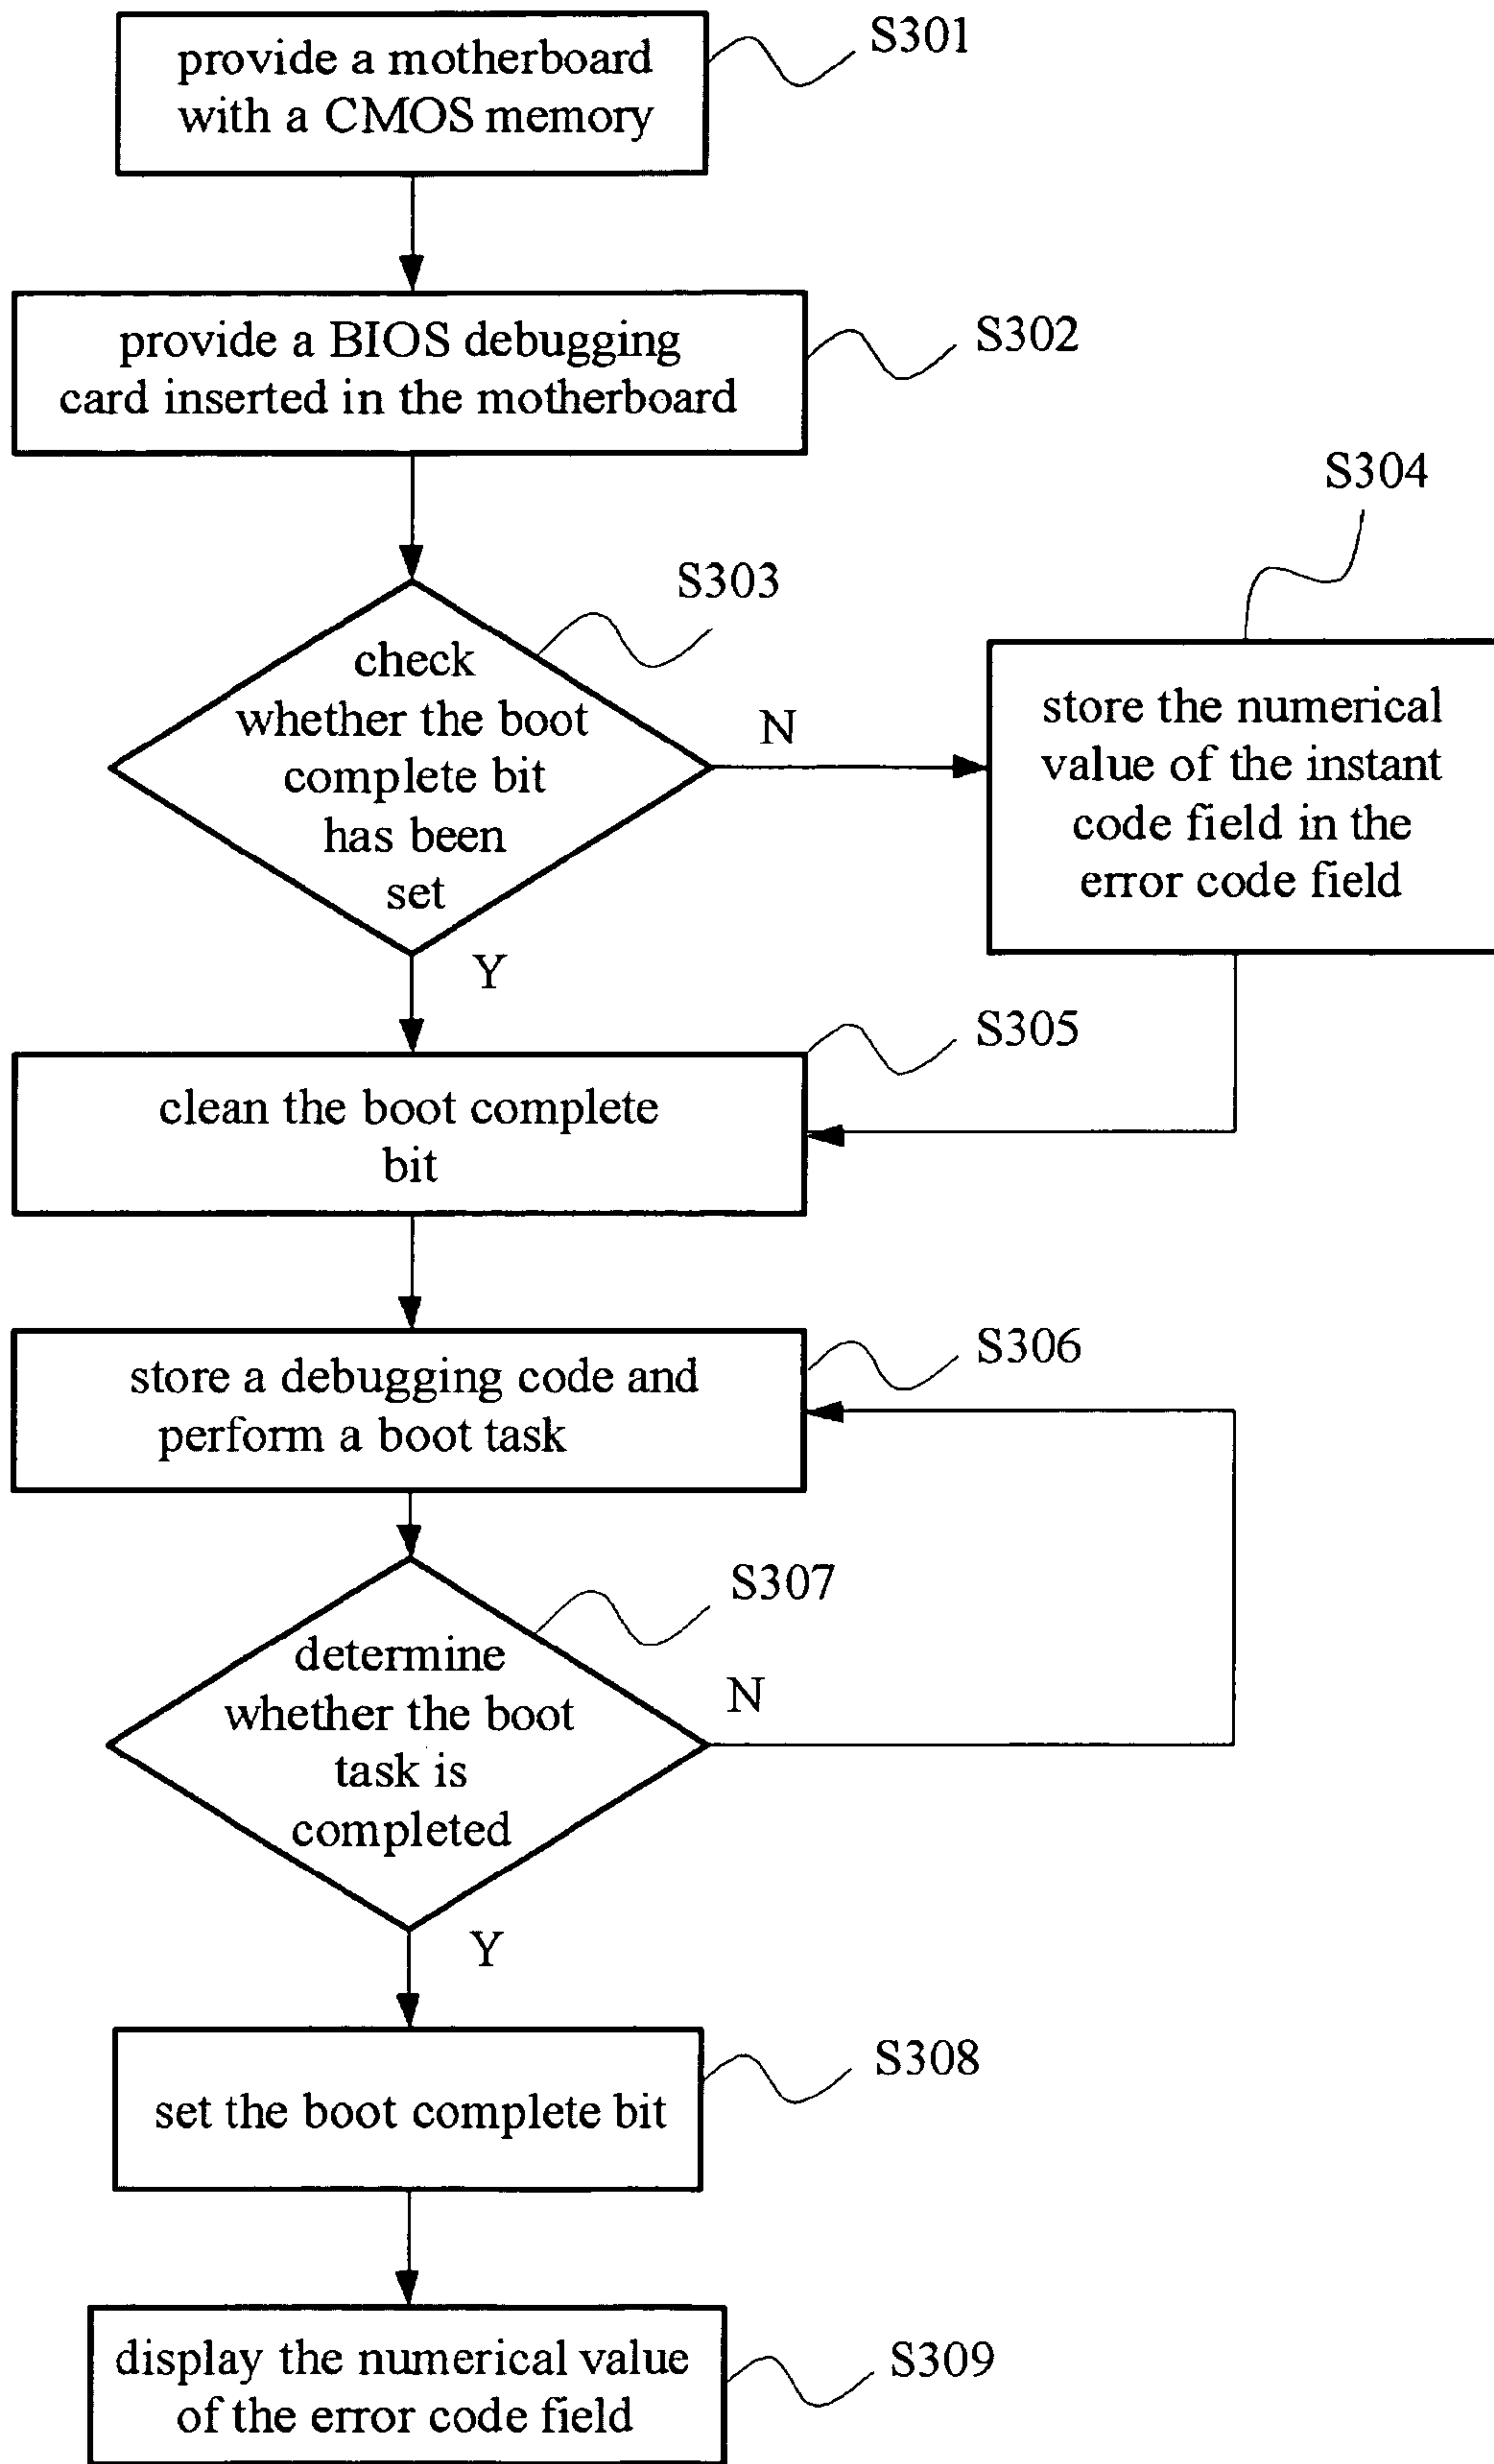 provide a motherboard
with a CMOS memory
S301
provide a BIOS debugging
card inserted in the motherboard
S302
check
whether the boot
complete bit
has been
set
S303
N
Y
S304
store the numerical
value of the instant
code field in the
error code field
clean the boot complete
bit
S305
store a debugging code and
perform a boot task
S306
determine
whether the boot
task is
completed
S307
N
Y
set the boot complete bit
S308
display the numerical value
of the error code field
S309